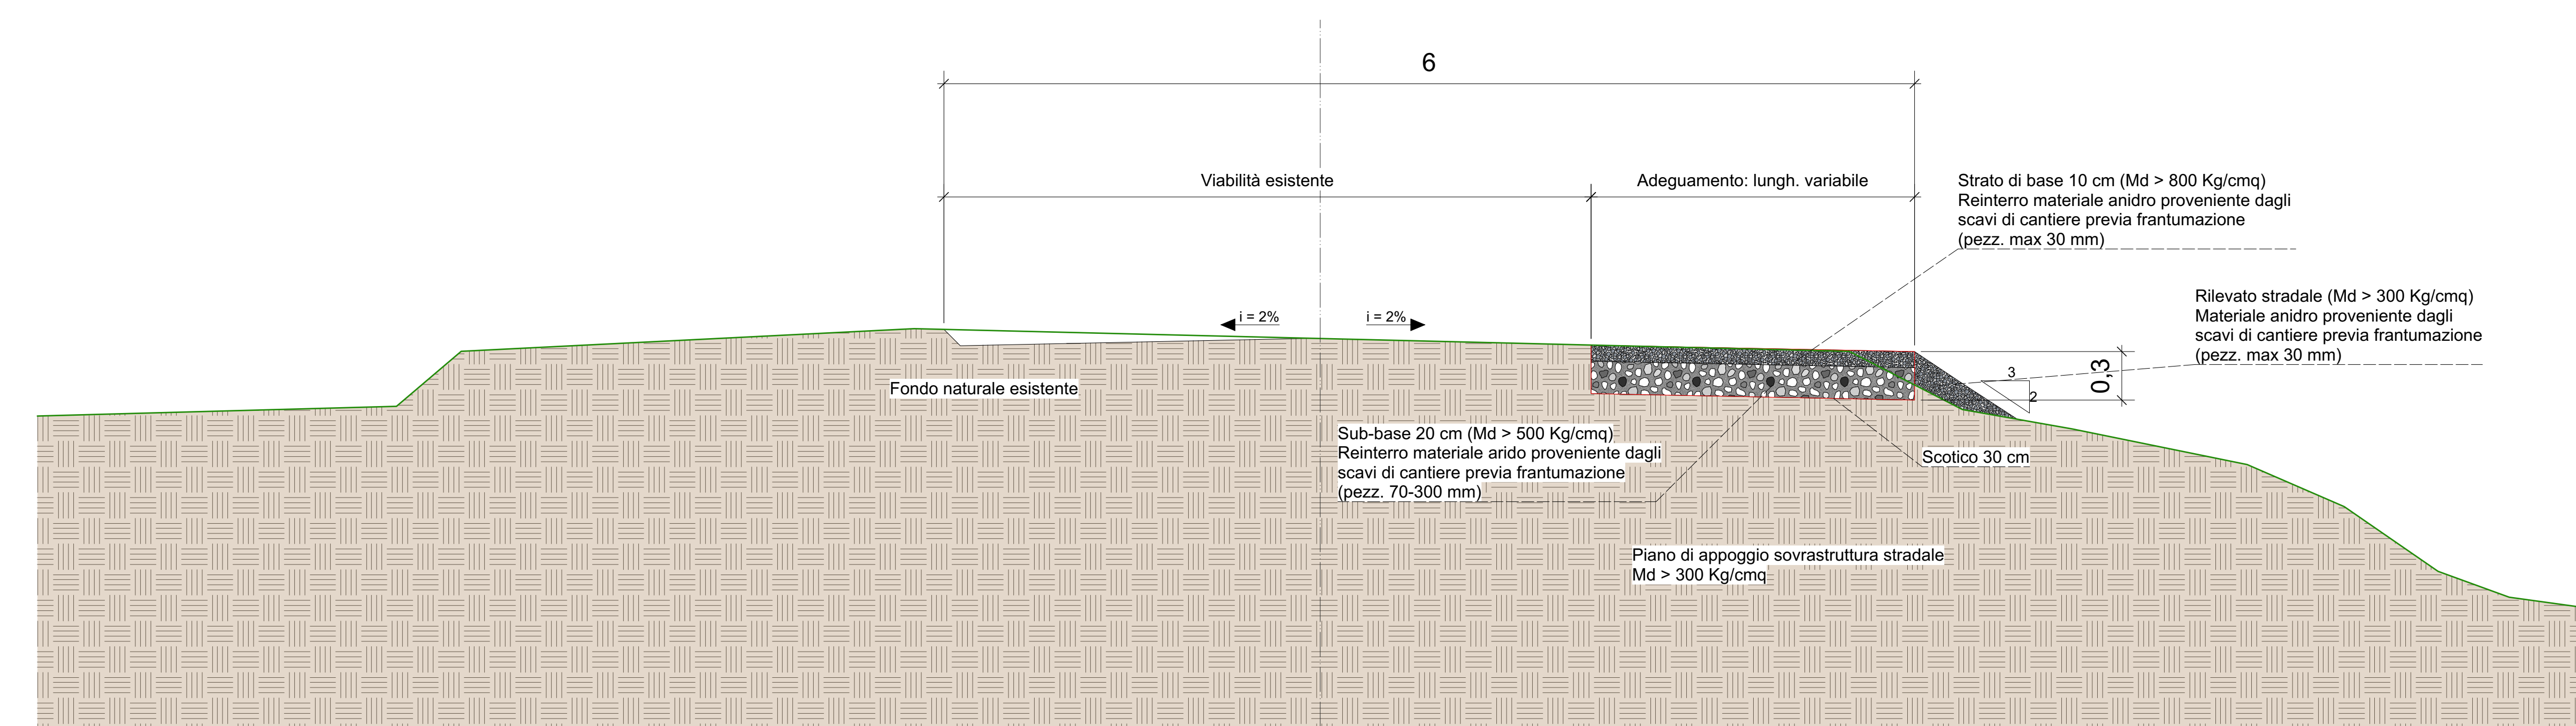 6
Viabilità esistente
Adeguamento: lungh. variabile
Strato di base 10 cm (Md > 800 Kg/cmq)
Reinterro materiale anidro proveniente dagli
scavi di cantiere previa frantumazione
(pezz. max 30 mm)
Rilevato stradale (Md > 300 Kg/cmq)
Materiale anidro proveniente dagli
scavi di cantiere previa frantumazione
(pezz. max 30 mm)
i = 2%
i = 2%
3
2
0,3
Fondo naturale esistente
Sub-base 20 cm (Md > 500 Kg/cmq)
Reinterro materiale arido proveniente dagli
scavi di cantiere previa frantumazione
(pezz. 70-300 mm)
Scotico 30 cm
Piano di appoggio sovrastruttura stradale
Md > 300 Kg/cmq